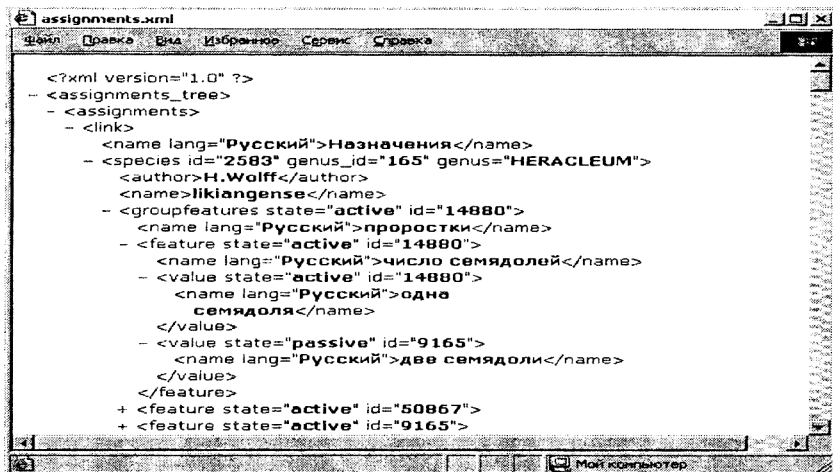 assignments.xml
Файл Правка Вид Избранное Сервис Справка
<?xml version="1.0" ?>
- <assignments_tree>
- <assignments>
- <link>
<name lang="Русский">Назначения</name>
- <species id="2583" genus_id="165" genus="HERACLEUM">
<author>H.Wolff</author>
<name>likiangense</name>
- <groupfeatures state="active" id="14880">
<name lang="Русский">проростки</name>
- <feature state="active" id="14880">
<name lang="Русский">число семядолей</name>
- <value state="active" id="14880">
<name lang="Русский">одна
семядоля</name>
</value>
- <value state="passive" id="9165">
<name lang="Русский">две семядоли</name>
</value>
</feature>
+ <feature state="active" id="50867">
+ <feature state="active" id="9165">
Мой компьютер